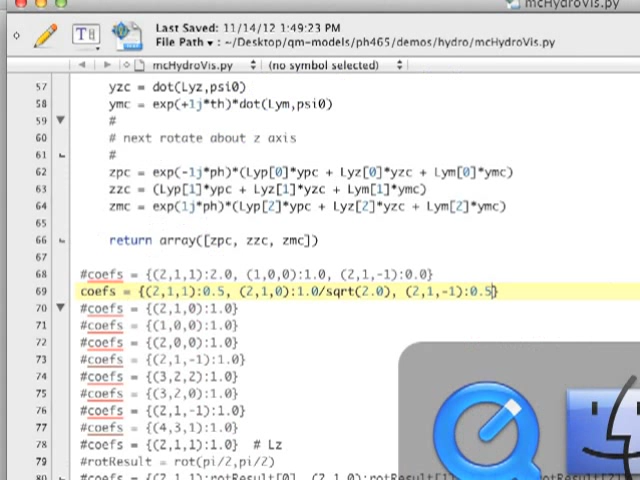 mcHydroVis.py
Last Saved: 11/14/12 1:49:23 PM
File Path ▾ : ~/Desktop/qm-models/ph465/demos/hydro/mcHydroVis.py
mcHydroVis.py (no symbol selected)
57 yzc = dot(Lyz,psi0)
58 ymc = exp(+1j*th)*dot(Lym,psi0)
59 #
60 # next rotate about z axis
61 #
62 zpc = exp(-1j*ph)*(Lyp[0]*ypc + Lyz[0]*yzc + Lym[0]*ymc)
63 zzc = (Lyp[1]*ypc + Lyz[1]*yzc + Lym[1]*ymc)
64 zmc = exp(1j*ph)*(Lyp[2]*ypc + Lyz[2]*yzc + Lym[2]*ymc)
65
66 return array([zpc, zzc, zmc])
67
68 #coefs = {(2,1,1):2.0, (1,0,0):1.0, (2,1,-1):0.0}
69 coefs = {(2,1,1):0.5, (2,1,0):1.0/sqrt(2.0), (2,1,-1):0.5}
70 #coefs = {(2,1,0):1.0}
71 #coefs = {(1,0,0):1.0}
72 #coefs = {(2,0,0):1.0}
73 #coefs = {(2,1,-1):1.0}
74 #coefs = {(3,2,2):1.0}
75 #coefs = {(3,2,0):1.0}
76 #coefs = {(2,1,-1):1.0}
77 #coefs = {(4,3,1):1.0}
78 #coefs = {(2,1,1):1.0} # Lz
79 #rotResult = rot(pi/2,pi/2)